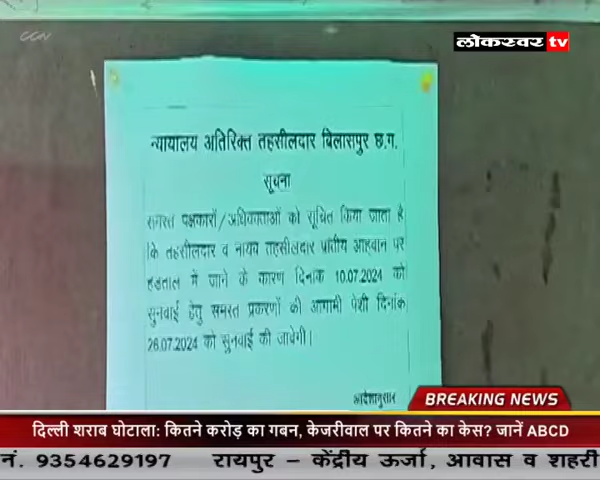 CCN
लोकस्वर tv
न्यायालय अतिरिक्त तहसीलदार बिलासपुर छ.ग.
सूचना
समस्त पक्षकारों/अधिवक्ताओं को सूचित किया जाता है
कि तहसीलदार व नायब तहसीलदार प्रांतीय आहवान पर
हड़ताल में जाने के कारण दिनांक 10.07.2024 को
सुनवाई हेतु समस्त प्रकरणों की आगामी पेशी दिनांक
26.07.2024 को सुनवाई की जावेगी।
आदेशानुसार
BREAKING NEWS
दिल्ली शराब घोटाला: कितने करोड़ का गबन, केजरीवाल पर कितने का केस? जानें ABCD
नं. 9354629197 रायपुर – केंद्रीय ऊर्जा, आवास व शहरी